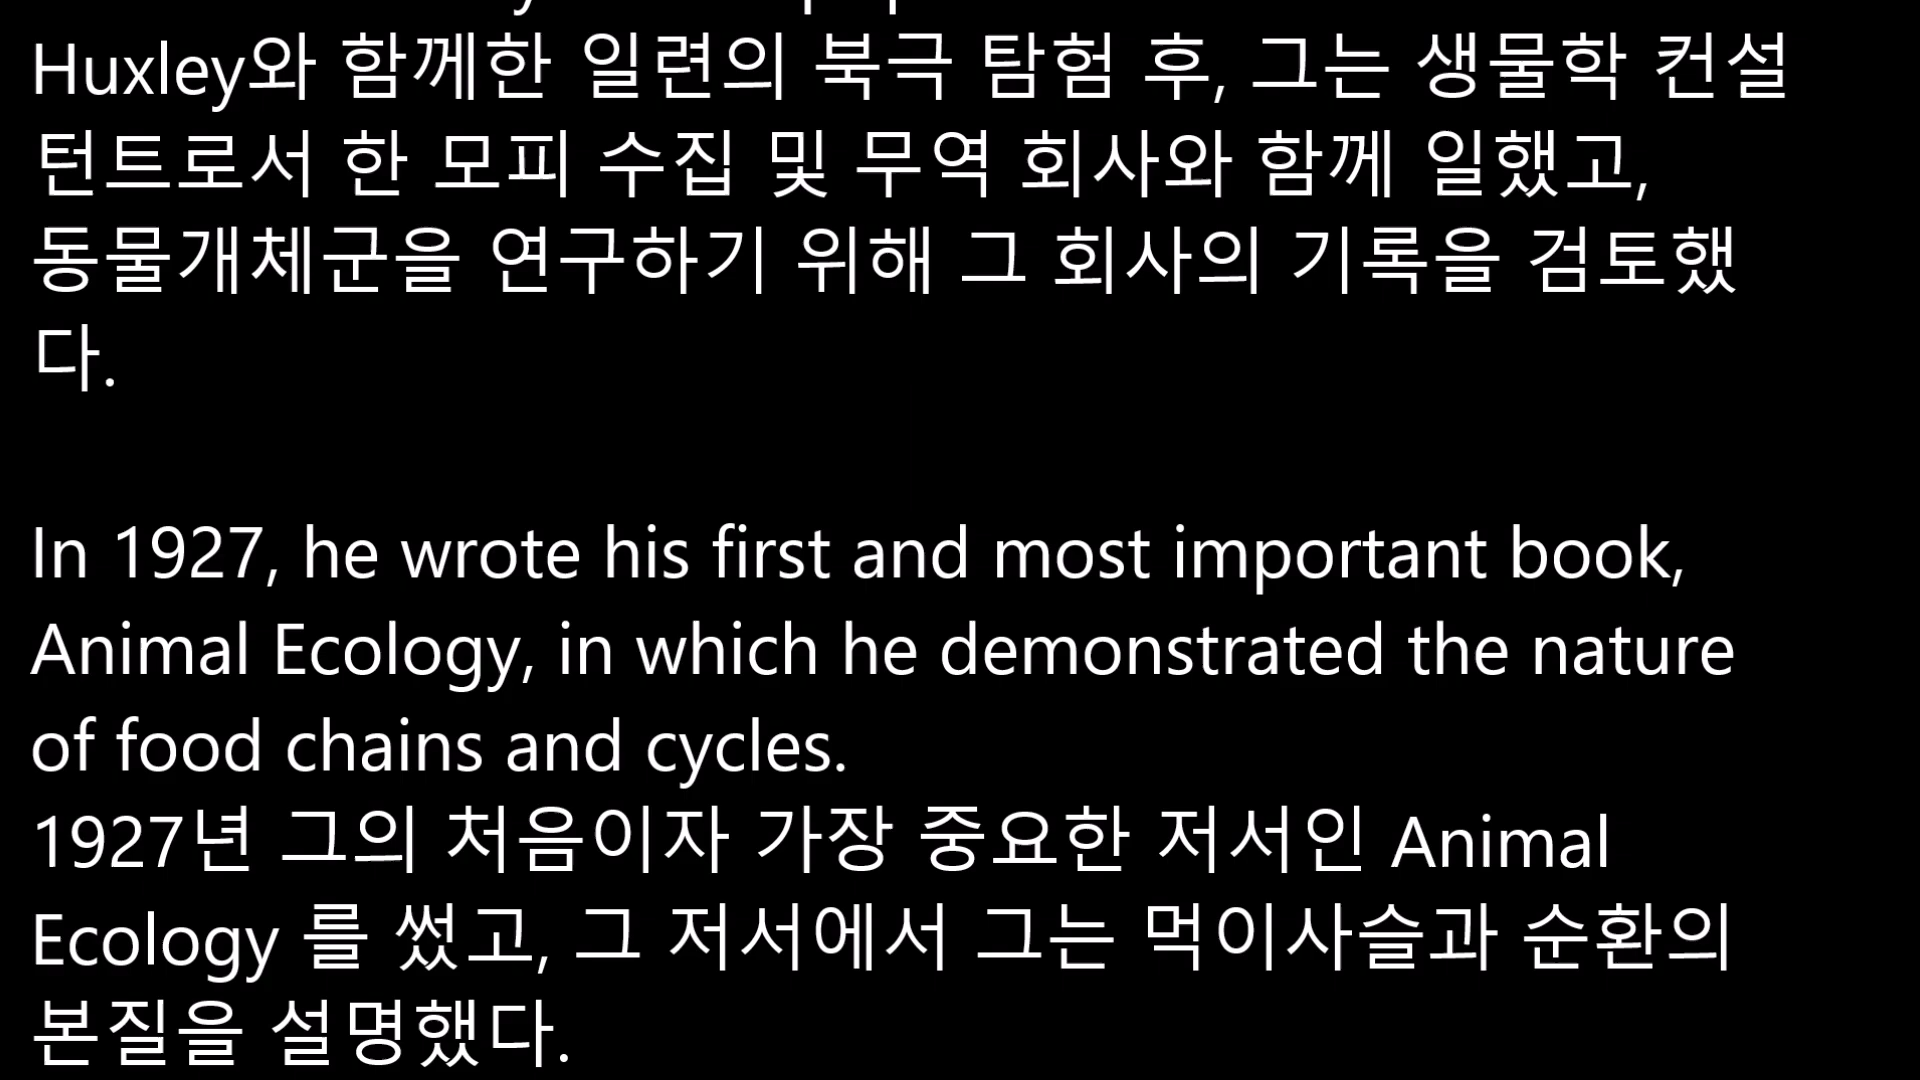 Huxley와 함께한 일련의 북극 탐험 후, 그는 생물학 컨설
턴트로서 한 모피 수집 및 무역 회사와 함께 일했고,
동물개체군을 연구하기 위해 그 회사의 기록을 검토했
다.
In 1927, he wrote his first and most important book,
Animal Ecology, in which he demonstrated the nature
of food chains and cycles.
1927년 그의 처음이자 가장 중요한 저서인 Animal
Ecology 를 썼고, 그 저서에서 그는 먹이사슬과 순환의
본질을 설명했다.